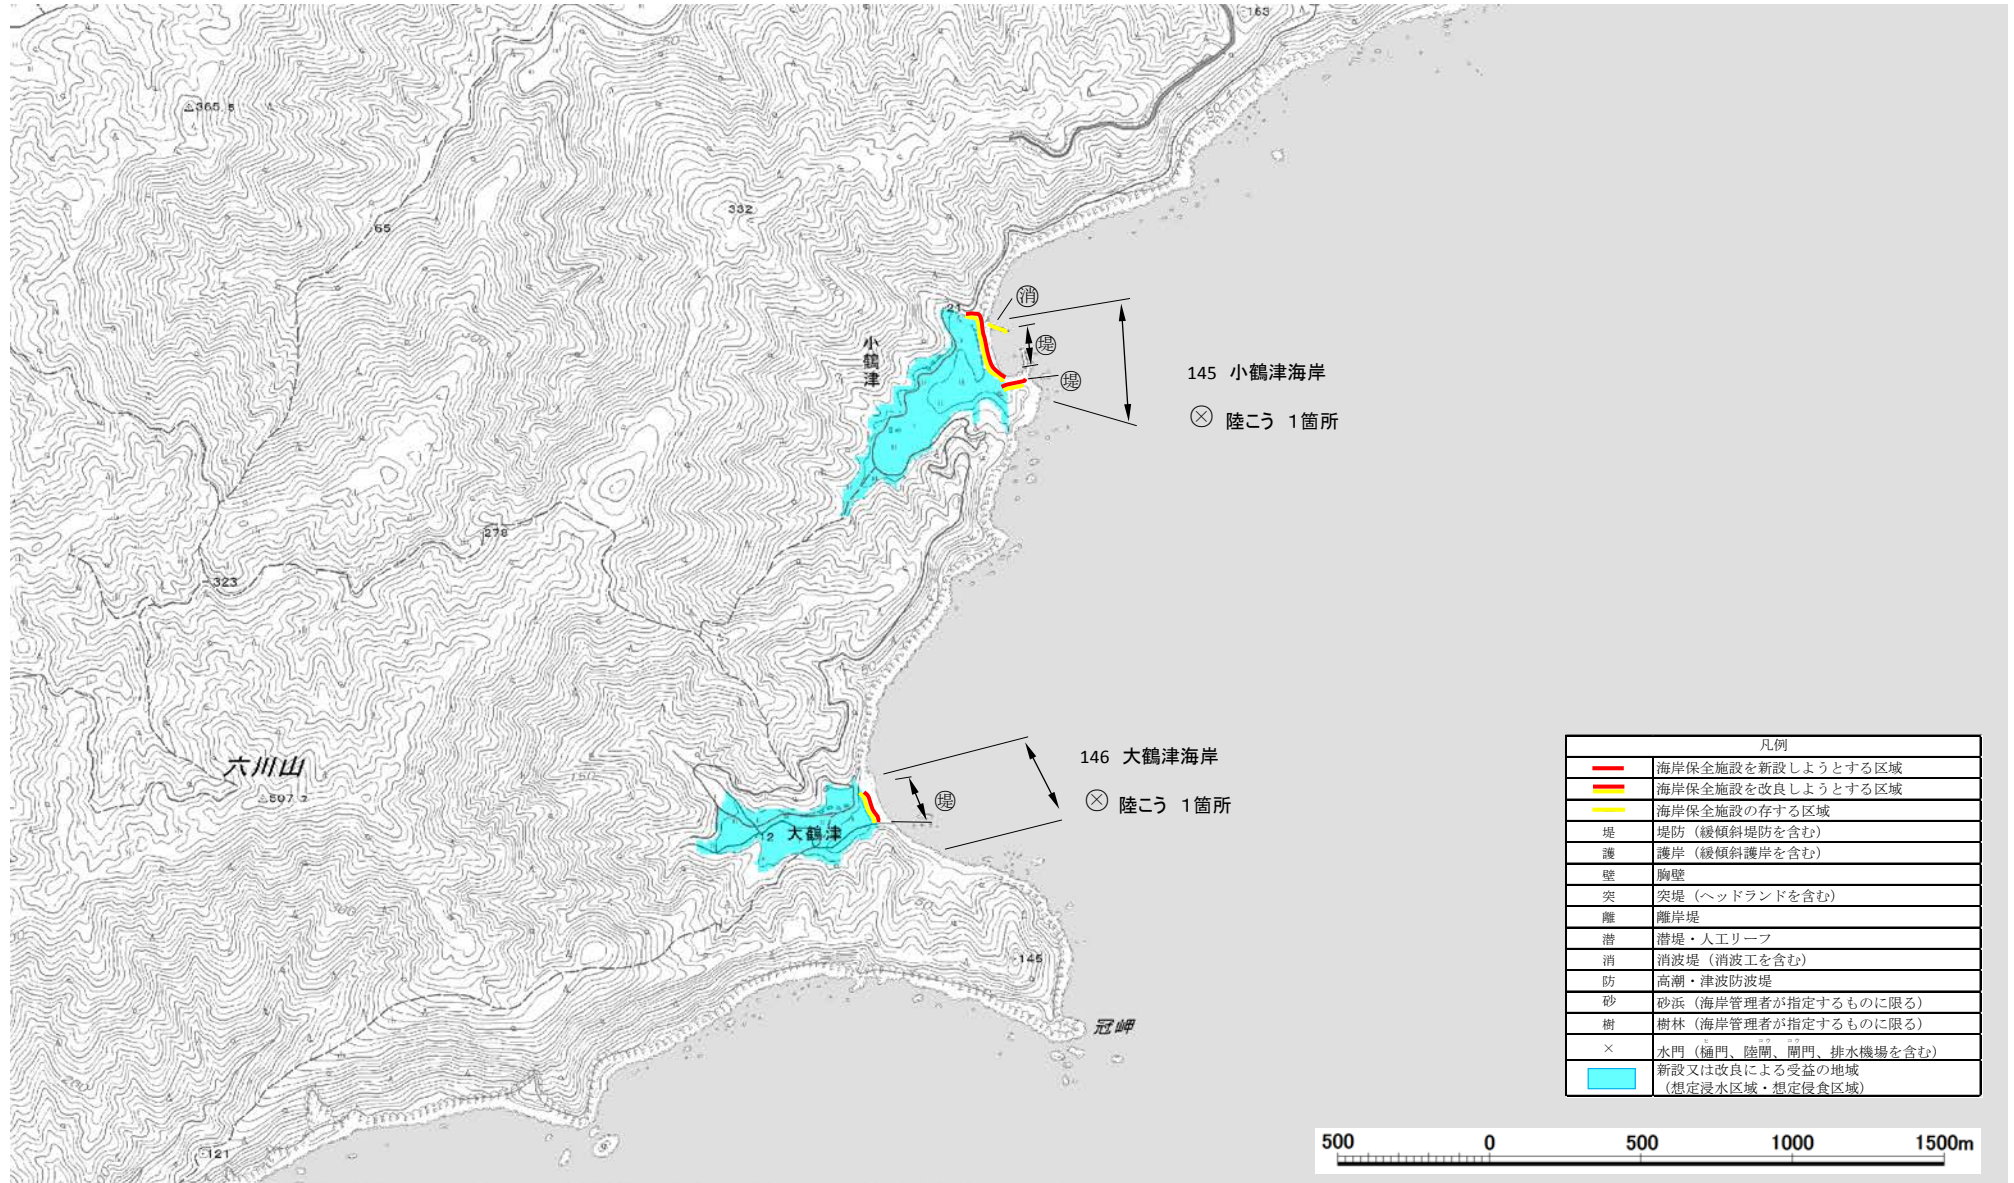 163
365.5
332
65
50
200
消
堤
堤
21
小鶴津
145 小鶴津海岸
⊗ 陸こう 1箇所
278
323
六川山
507.2
150
146 大鶴津海岸
⊗ 陸こう 1箇所
堤
12 大鶴津
50
145
冠岬
121
凡例
海岸保全施設を新設しようとする区域
海岸保全施設を改良しようとする区域
海岸保全施設の存する区域
堤 堤防（緩傾斜堤防を含む）
護 護岸（緩傾斜護岸を含む）
壁 胸壁
突 突堤（ヘッドランドを含む）
離 離岸堤
潜 潜堤・人工リーフ
消 消波堤（消波工を含む）
防 高潮・津波防波堤
砂 砂浜（海岸管理者が指定するものに限る）
樹 樹林（海岸管理者が指定するものに限る）
× 水門（樋門、陸閘、閘門、排水機場を含む）
新設又は改良による受益の地域
（想定浸水区域・想定侵食区域）
500 0 500 1000 1500m